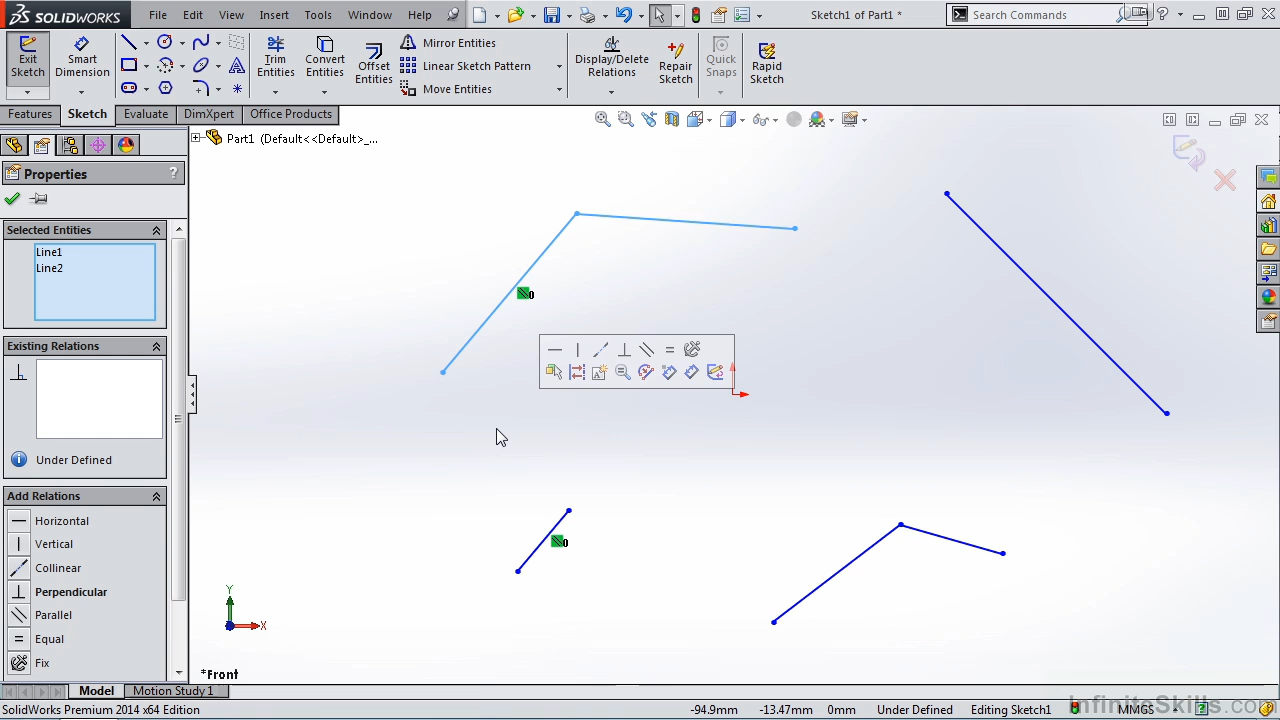 SOLIDWORKS File Edit View Insert Tools Window Help Sketch1 of Part1 * Search Commands
Exit Sketch
Smart Dimension
Trim Entities
Convert Entities
Offset Entities
Mirror Entities
Linear Sketch Pattern
Move Entities
Display/Delete Relations
Repair Sketch
Quick Snaps
Rapid Sketch
Features Sketch Evaluate DimXpert Office Products
Part1 (Default<<Default>_...
Properties ?
Selected Entities
Line1
Line2
Existing Relations
Under Defined
Add Relations
Horizontal
Vertical
Collinear
Perpendicular
Parallel
Equal
Fix
0
0
Y
X
*Front
Model Motion Study 1
SolidWorks Premium 2014 x64 Edition -94.9mm -13.47mm 0mm Under Defined Editing Sketch1 MMGS
InfiniteSkills.com